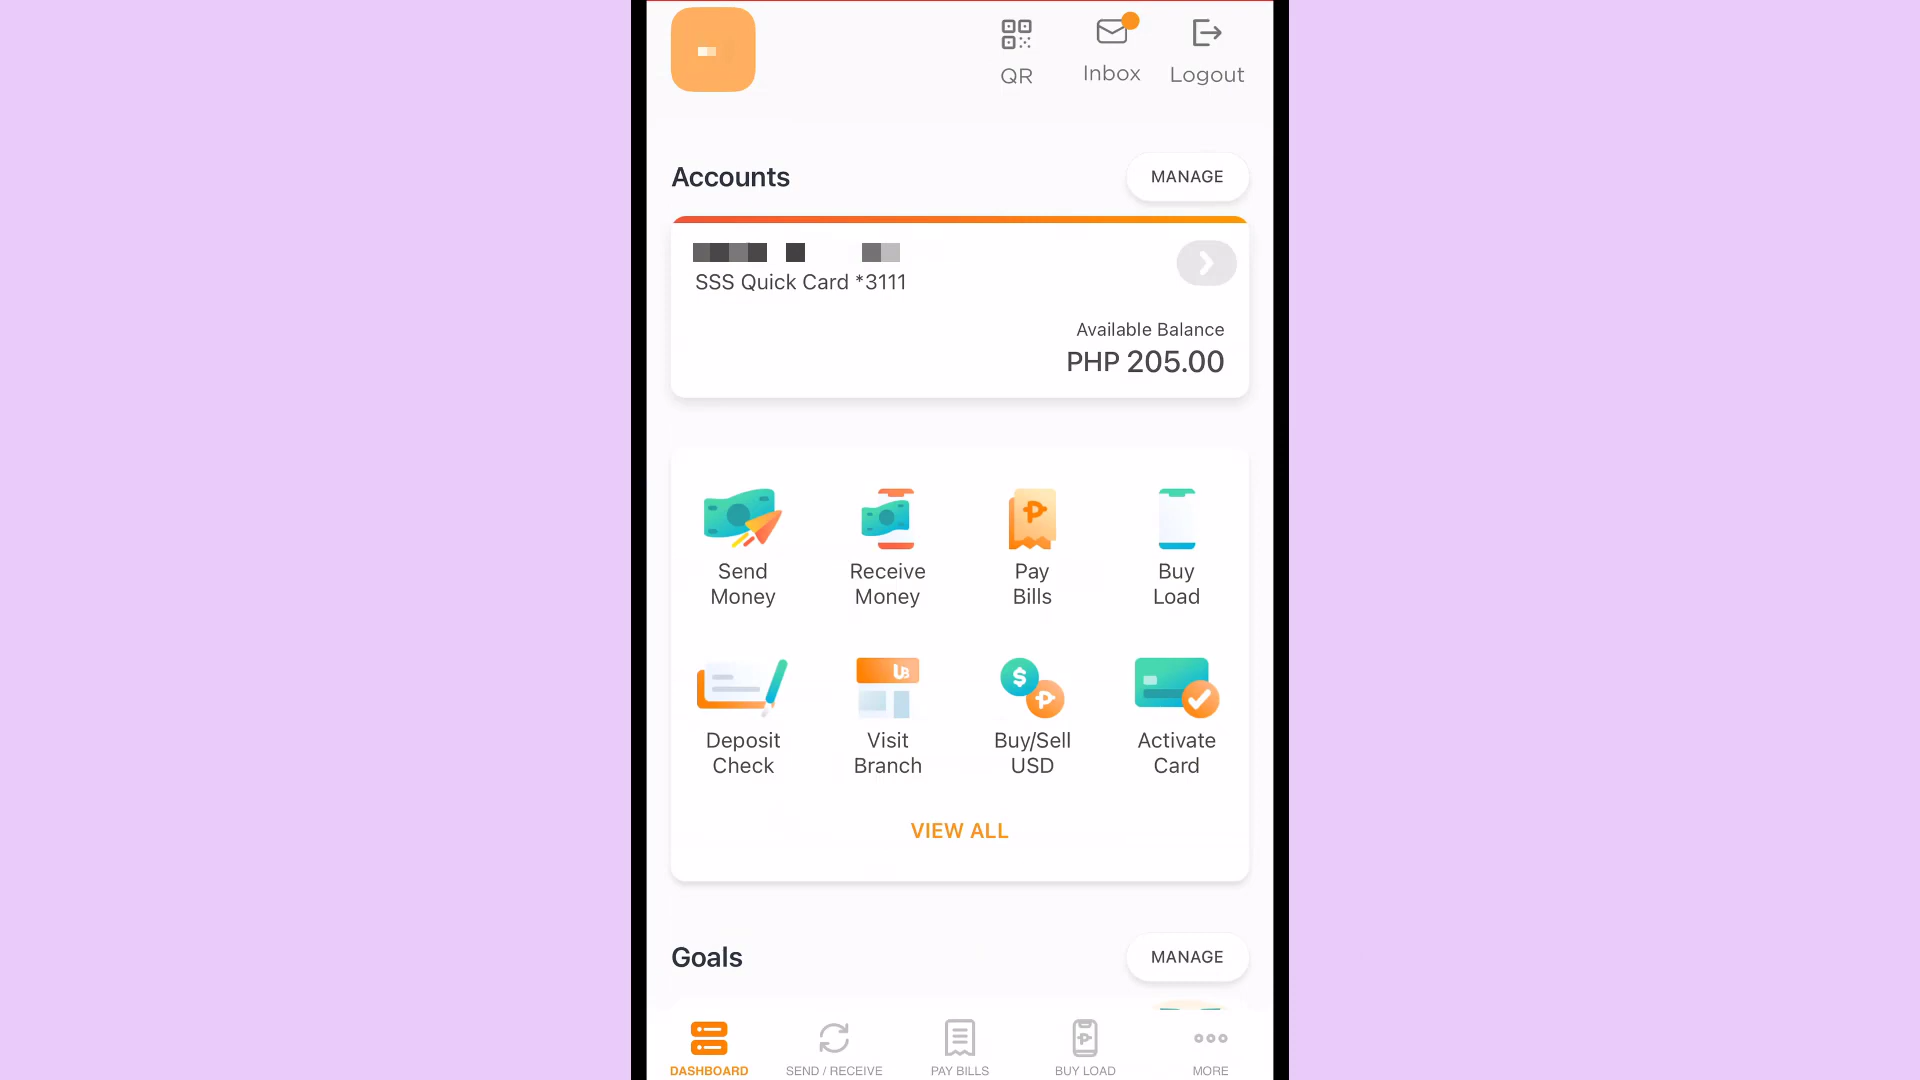 QR
Inbox
Logout
Accounts
MANAGE
SSS Quick Card *3111
Available Balance
PHP 205.00
Send
Money
Receive
Money
Pay
Bills
Buy
Load
UB
Deposit
Check
Visit
Branch
Buy/Sell
USD
Activate
Card
VIEW ALL
Goals
MANAGE
DASHBOARD
SEND / RECEIVE
PAY BILLS
BUY LOAD
MORE